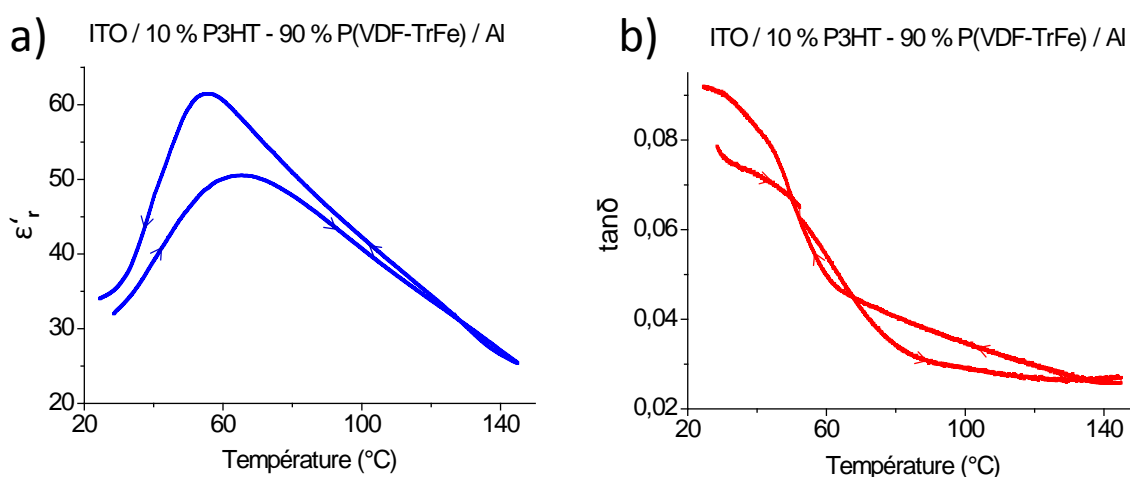 a) ITO / 10 % P3HT - 90 % P(VDF-TrFe) / Al
60
50
40
30
20
ε'r
20 60 100 140
Température (°C)
b) ITO / 10 % P3HT - 90 % P(VDF-TrFe) / Al
0,08
0,06
0,04
0,02
tanδ
20 60 100 140
Température (°C)